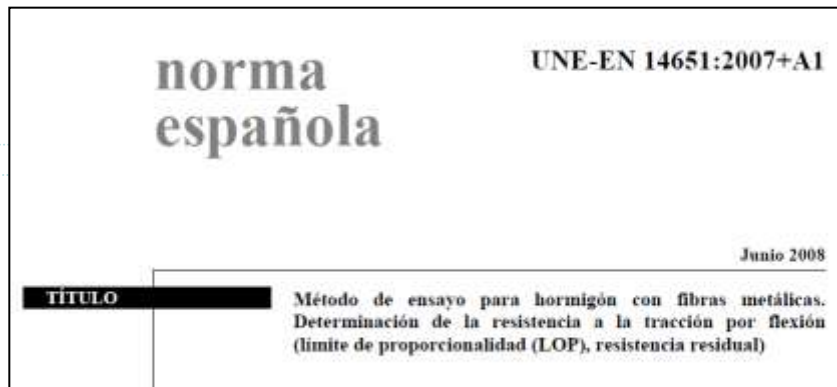 norma
española
UNE-EN 14651:2007+A1
Junio 2008
TÍTULO
Método de ensayo para hormigón con fibras metálicas.
Determinación de la resistencia a la tracción por flexión
(límite de proporcionalidad (LOP), resistencia residual)